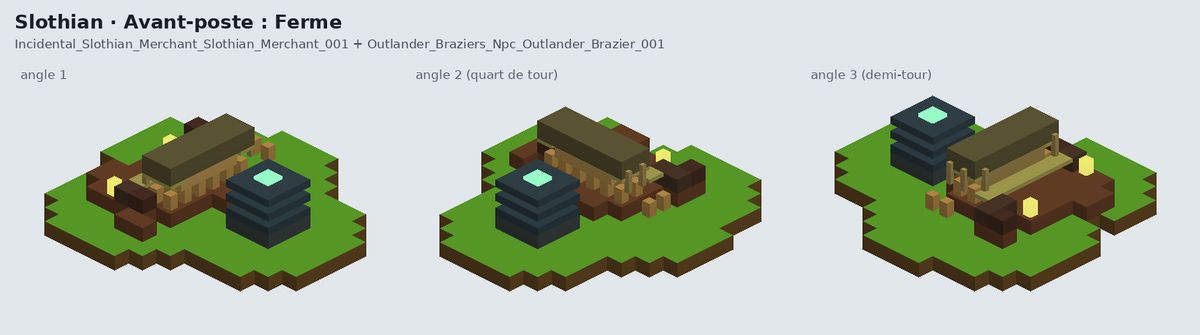 Slothian · Avant-poste : Ferme
Incidental_Slothian_Merchant_Slothian_Merchant_001 + Outlander_Braziers_Npc_Outlander_Brazier_001
angle 1
angle 2 (quart de tour)
angle 3 (demi-tour)